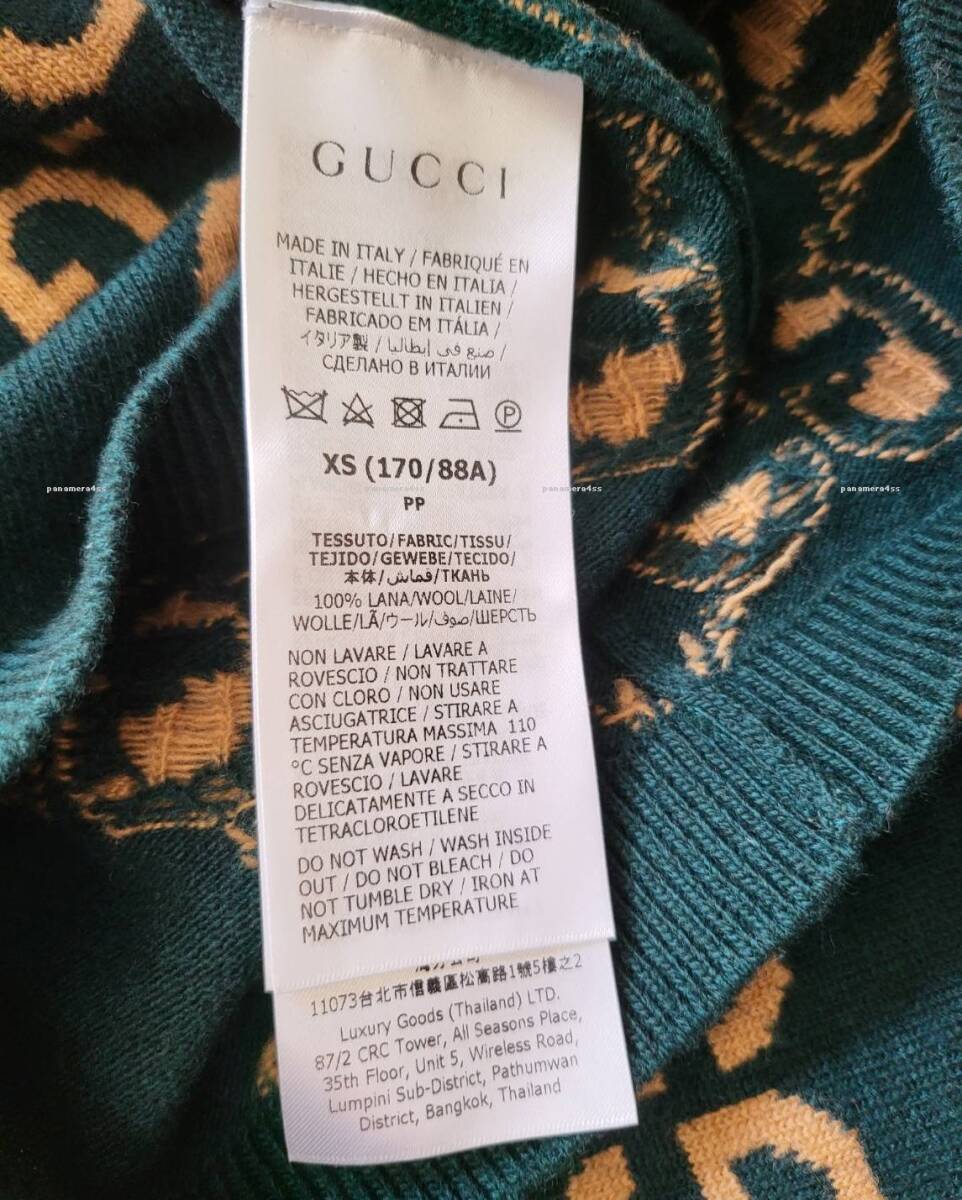 GUCCI
MADE IN ITALY / FABRIQUÉ EN
ITALIE / HECHO EN ITALIA /
HERGESTELLT IN ITALIEN /
FABRICADO EM ITÁLIA /
イタリア製 / صنع في إيطاليا /
СДЕЛАНО В ИТАЛИИ
P
XS (170/88A)
panamera4ss panamera4ss panamera4ss panamera4ss
PP
TESSUTO/FABRIC/TISSU/
TEJIDO/GEWEBE/TECIDO/
本体/قماش/ТКАНЬ
100% LANA/WOOL/LAINE/
WOLLE/LÃ/ウール/صوف/ШЕРСТЬ
NON LAVARE / LAVARE A
ROVESCIO / NON TRATTARE
CON CLORO / NON USARE
ASCIUGATRICE / STIRARE A
TEMPERATURA MASSIMA 110
°C SENZA VAPORE / STIRARE A
ROVESCIO / LAVARE
DELICATAMENTE A SECCO IN
TETRACLOROETILENE
DO NOT WASH / WASH INSIDE
OUT / DO NOT BLEACH / DO
NOT TUMBLE DRY / IRON AT
MAXIMUM TEMPERATURE
11073台北市信義區松高路1號5樓之2
Luxury Goods (Thailand) LTD.
87/2 CRC Tower, All Seasons Place,
35th Floor, Unit 5, Wireless Road,
Lumpini Sub-District, Pathumwan
District, Bangkok, Thailand